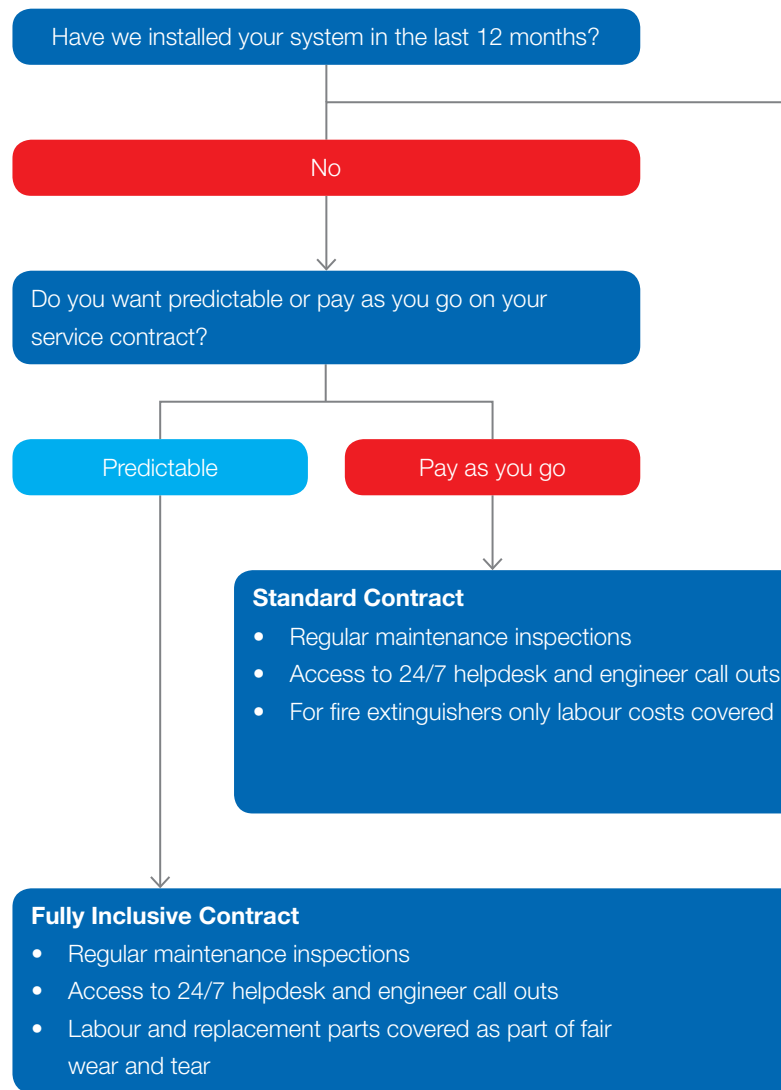 Have we installed your system in the last 12 months?
No
Do you want predictable or pay as you go on your
service contract?
Predictable
Pay as you go
Standard Contract
• Regular maintenance inspections
• Access to 24/7 helpdesk and engineer call outs
• For fire extinguishers only labour costs covered
Fully Inclusive Contract
• Regular maintenance inspections
• Access to 24/7 helpdesk and engineer call outs
• Labour and replacement parts covered as part of fair
wear and tear